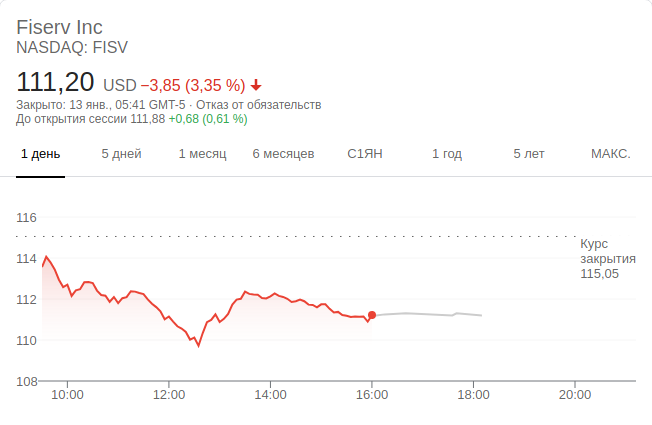 Fiserv Inc
NASDAQ: FISV
111,20 USD −3,85 (3,35 %)
Закрыто: 13 янв., 05:41 GMT-5 · Отказ от обязательств
До открытия сессии 111,88 +0,68 (0,61 %)
1 день 5 дней 1 месяц 6 месяцев С1ЯН 1 год 5 лет МАКС.
116
Курс
закрытия
115,05
114
112
110
108
10:00 12:00 14:00 16:00 18:00 20:00